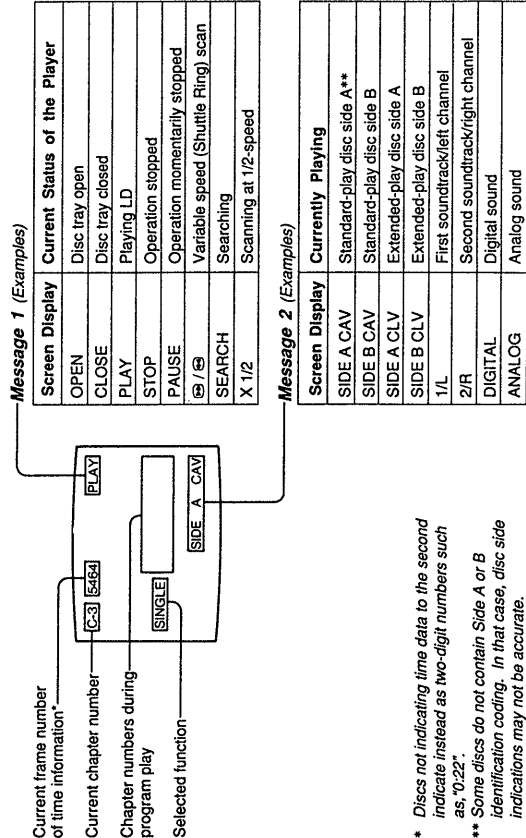 Current frame number
of time information*
Current chapter number
Chapter numbers during
program play
Selected function
C-3 5464 PLAY
SINGLE
SIDE A CAV
Message 1 (Examples)
Screen Display Current Status of the Player
OPEN Disc tray open
CLOSE Disc tray closed
PLAY Playing LD
STOP Operation stopped
PAUSE Operation momentarily stopped
/ Variable speed (Shuttle Ring) scan
SEARCH Searching
X 1/2 Scanning at 1/2-speed
Message 2 (Examples)
Screen Display Currently Playing
SIDE A CAV Standard-play disc side A**
SIDE B CAV Standard-play disc side B
SIDE A CLV Extended-play disc side A
SIDE B CLV Extended-play disc side B
1/L First soundtrack/left channel
2/R Second soundtrack/right channel
DIGITAL Digital sound
ANALOG Analog sound
* Discs not indicating time data to the second
indicate instead as two-digit numbers such
as,"0:22".
** Some discs do not contain Side A or B
identification coding. In that case, disc side
indications may not be accurate.